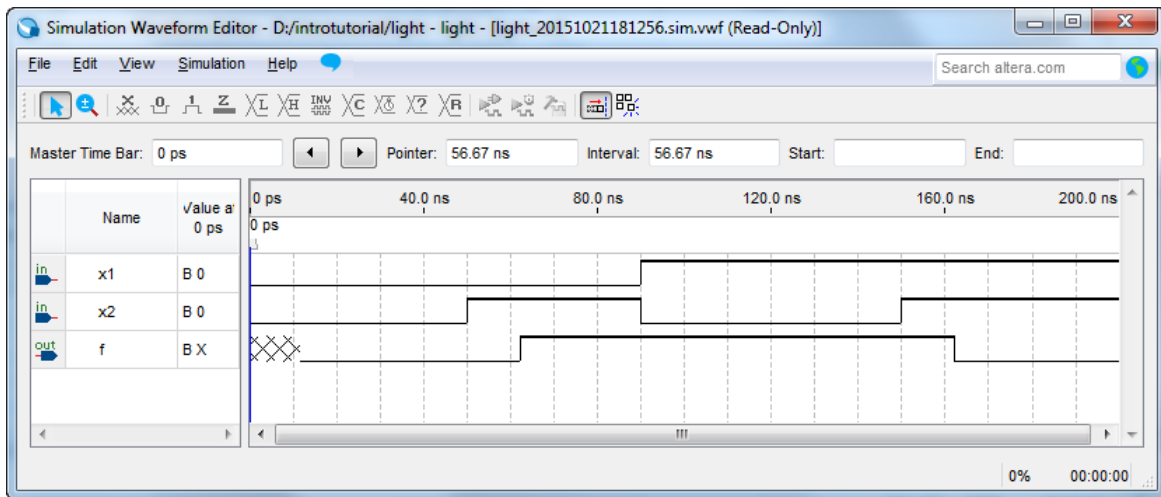 Simulation Waveform Editor - D:/introtutorial/light - light - [light_20151021181256.sim.vwf (Read-Only)]
File Edit View Simulation Help Search altera.com
Master Time Bar: 0 ps Pointer: 56.67 ns Interval: 56.67 ns Start: End:
Name Value a 0 ps
0 ps 40.0 ns 80.0 ns 120.0 ns 160.0 ns 200.0 ns
0 ps
in x1 B 0
in x2 B 0
out f B X
0% 00:00:00